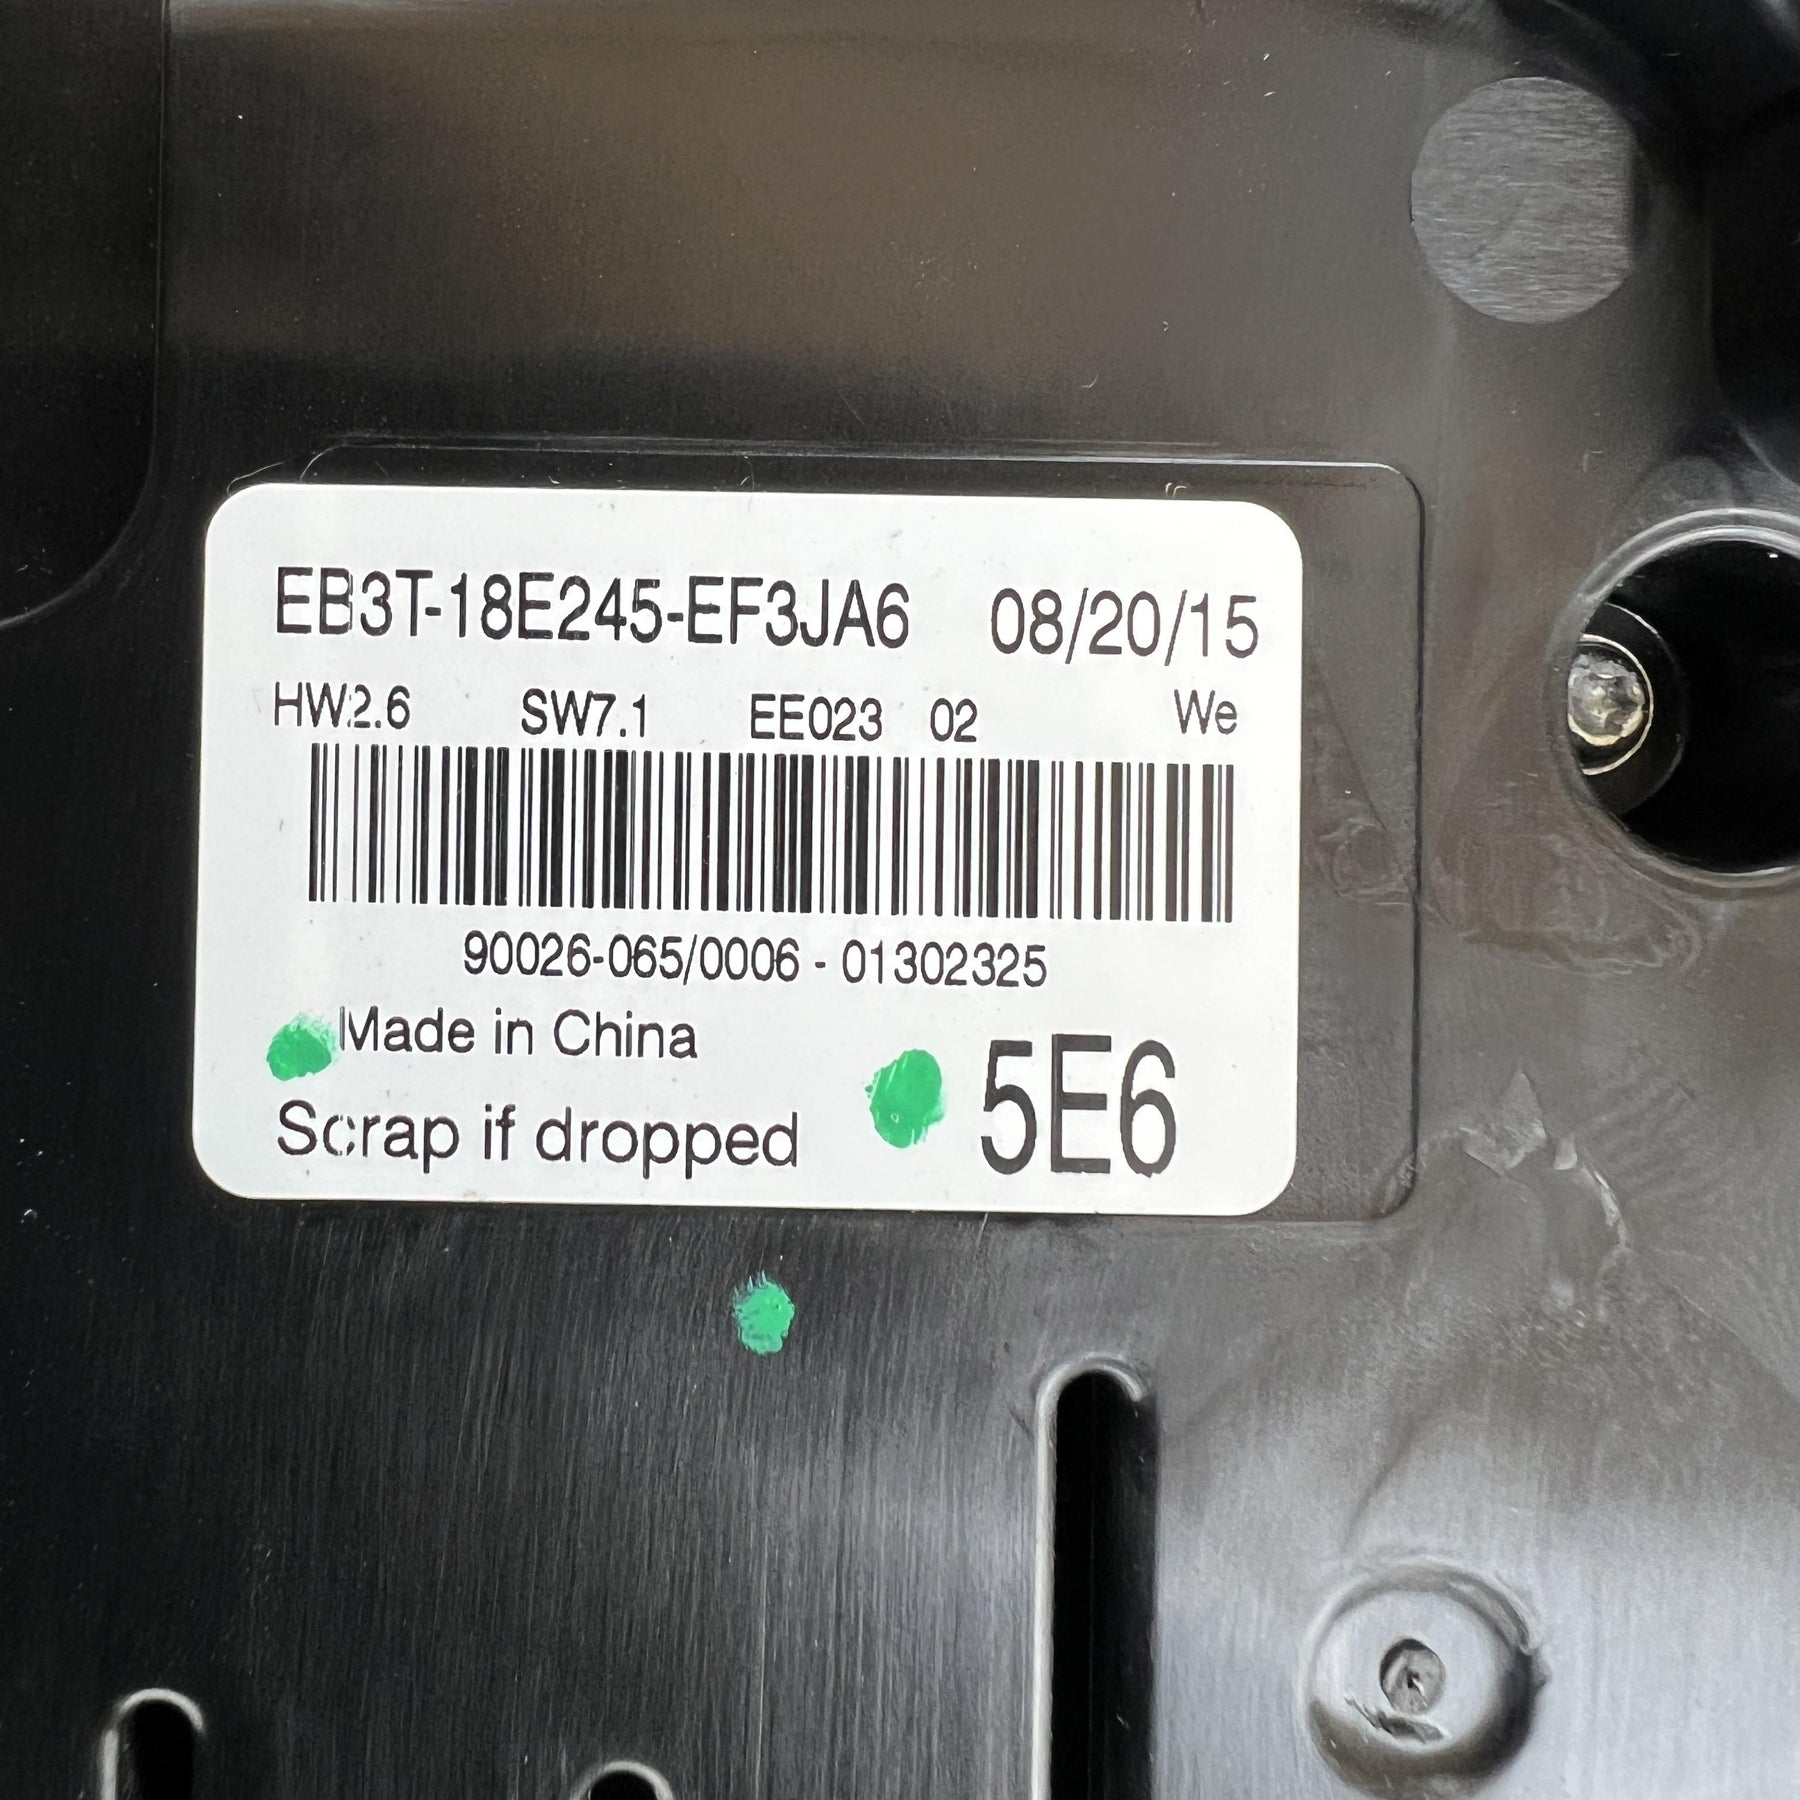 EB3T-18E245-EF3JA6 08/20/15
HW2.6 SW7.1 EE023 02 We
90026-065/0006 - 01302325
Made in China
Scrap if dropped 5E6